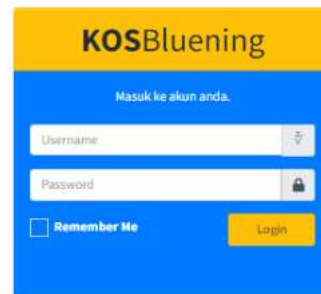 KOSBluening
Masuk ke akun anda.
Username
Password
Remember Me
Login